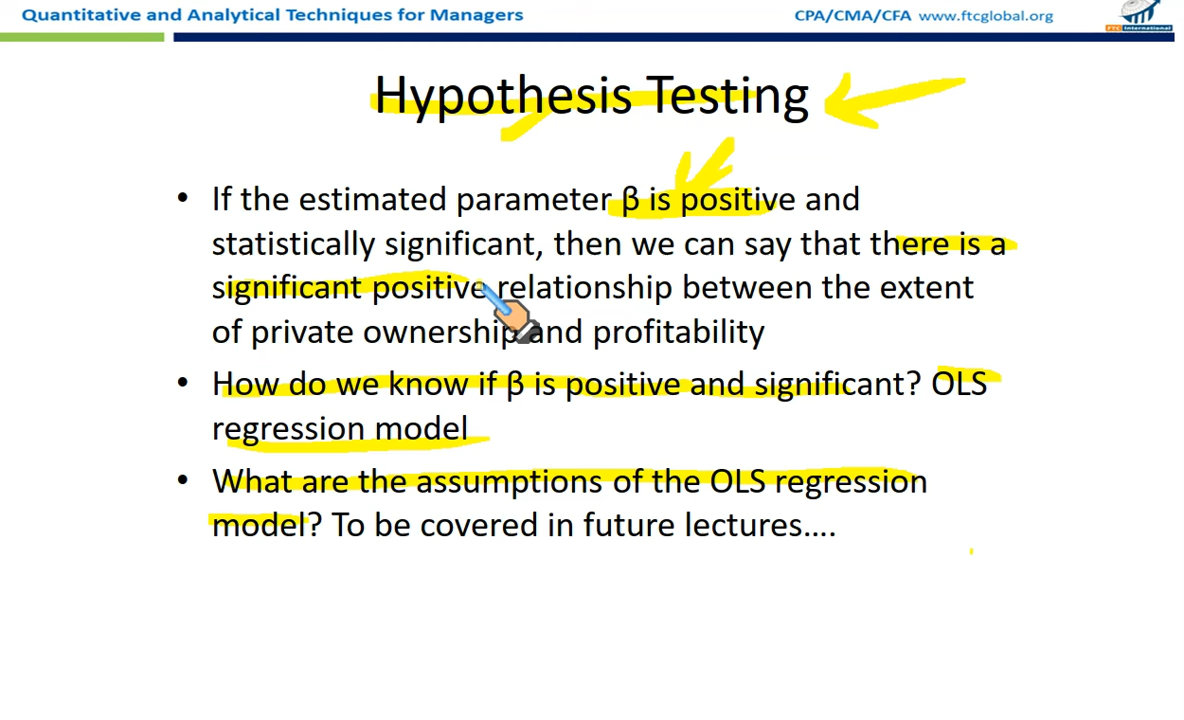 Quantitative and Analytical Techniques for Managers
CPA/CMA/CFA www.ftcglobal.org
FTC International
Hypothesis Testing
• If the estimated parameter β is positive and
statistically significant, then we can say that there is a
significant positive relationship between the extent
of private ownership and profitability
• How do we know if β is positive and significant? OLS
regression model
• What are the assumptions of the OLS regression
model? To be covered in future lectures....